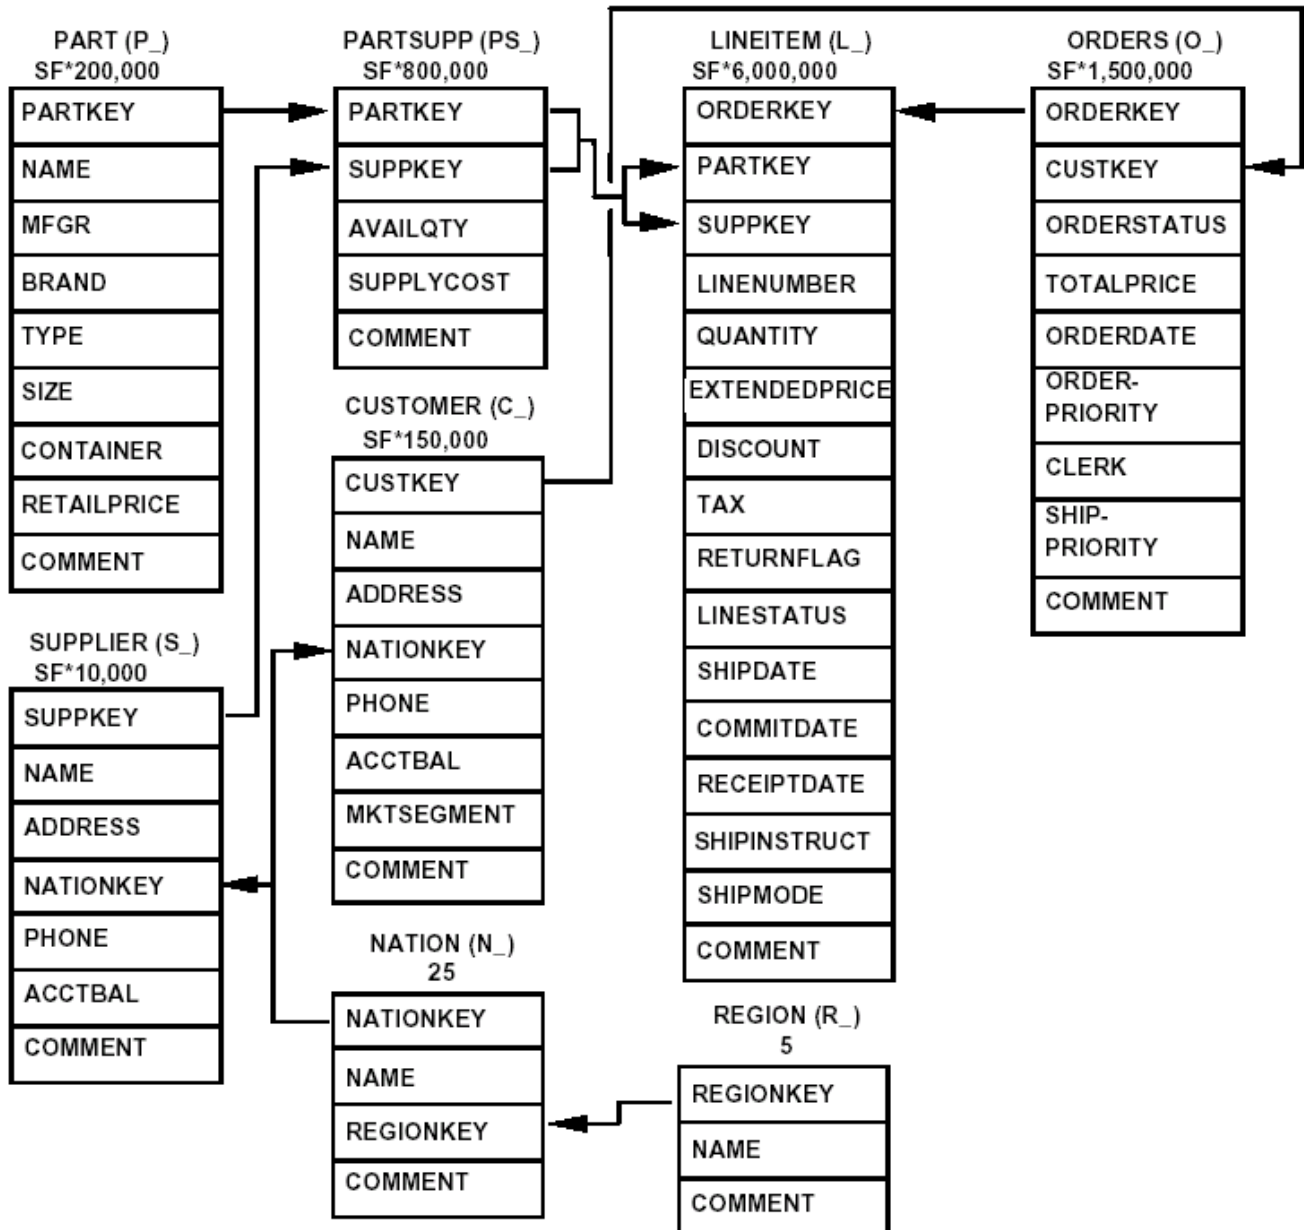 PART (P_)
SF*200,000
PARTKEY
NAME
MFGR
BRAND
TYPE
SIZE
CONTAINER
RETAILPRICE
COMMENT
SUPPLIER (S_)
SF*10,000
SUPPKEY
NAME
ADDRESS
NATIONKEY
PHONE
ACCTBAL
COMMENT
PARTSUPP (PS_)
SF*800,000
PARTKEY
SUPPKEY
AVAILQTY
SUPPLYCOST
COMMENT
CUSTOMER (C_)
SF*150,000
CUSTKEY
NAME
ADDRESS
NATIONKEY
PHONE
ACCTBAL
MKTSEGMENT
COMMENT
NATION (N_)
25
NATIONKEY
NAME
REGIONKEY
COMMENT
LINEITEM (L_)
SF*6,000,000
ORDERKEY
PARTKEY
SUPPKEY
LINENUMBER
QUANTITY
EXTENDEDPRICE
DISCOUNT
TAX
RETURNFLAG
LINESTATUS
SHIPDATE
COMMITDATE
RECEIPTDATE
SHIPINSTRUCT
SHIPMODE
COMMENT
REGION (R_)
5
REGIONKEY
NAME
COMMENT
ORDERS (O_)
SF*1,500,000
ORDERKEY
CUSTKEY
ORDERSTATUS
TOTALPRICE
ORDERDATE
ORDER-
PRIORITY
CLERK
SHIP-
PRIORITY
COMMENT